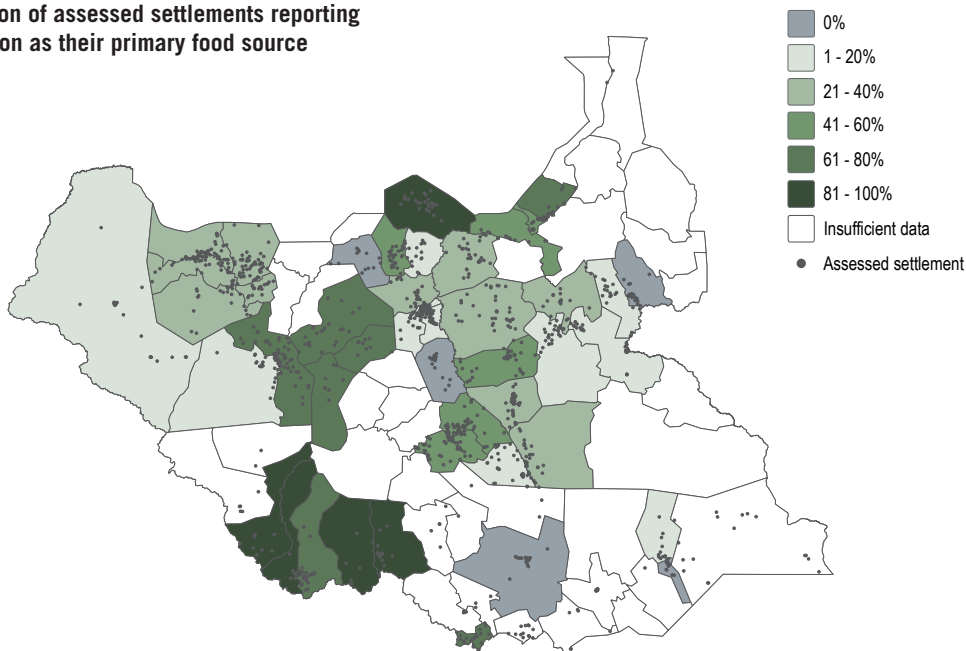 on of assessed settlements reporting
on as their primary food source
0%
1 - 20%
21 - 40%
41 - 60%
61 - 80%
81 - 100%
Insufficient data
Assessed settlement